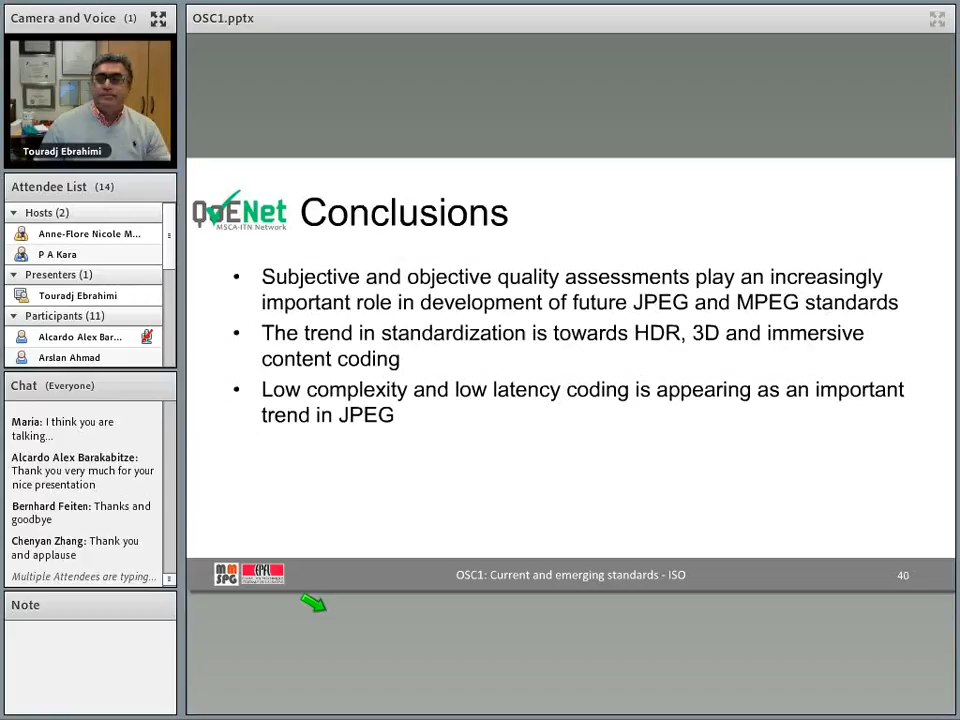 Camera and Voice (1)
Touradj Ebrahimi
Attendee List (14)
Hosts (2)
Anne-Flore Nicole M...
P A Kara
Presenters (1)
Touradj Ebrahimi
Participants (11)
Alcardo Alex Bar...
Arslan Ahmad
Chat (Everyone)
Maria: I think you are
talking...
Alcardo Alex Barakabitze:
Thank you very much for your
nice presentation
Bernhard Feiten: Thanks and
goodbye
Chenyan Zhang: Thank you
and applause
Multiple Attendees are typing...
Note
OSC1.pptx
QoENet
MSCA-ITN Network
Conclusions
• Subjective and objective quality assessments play an increasingly
important role in development of future JPEG and MPEG standards
• The trend in standardization is towards HDR, 3D and immersive
content coding
• Low complexity and low latency coding is appearing as an important
trend in JPEG
MM
SPG
EPFL
OSC1: Current and emerging standards - ISO
40